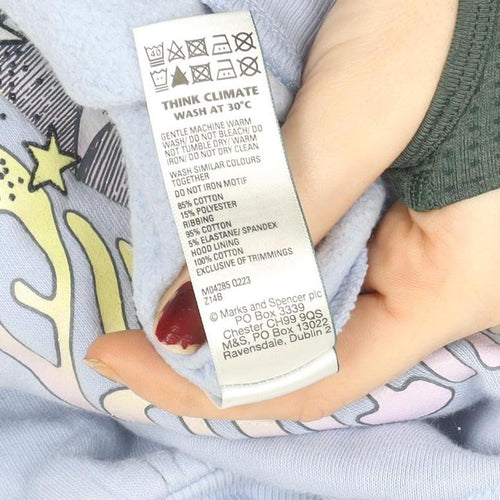 40
THINK CLIMATE
WASH AT 30°C
GENTLE MACHINE WARM
WASH/ DO NOT BLEACH/ DO
NOT TUMBLE DRY/ WARM
IRON/ DO NOT DRY CLEAN
WASH SIMILAR COLOURS
TOGETHER
DO NOT IRON MOTIF
85% COTTON
15% POLYESTER
RIBBING
95% COTTON
5% ELASTANE/ SPANDEX
HOOD LINING
100% COTTON
EXCLUSIVE OF TRIMMINGS
M04285 Q223
Z14B
© Marks and Spencer plc
PO Box 3339
Chester CH99 9QS
M&S, PO Box 13022
Ravensdale, Dublin 2